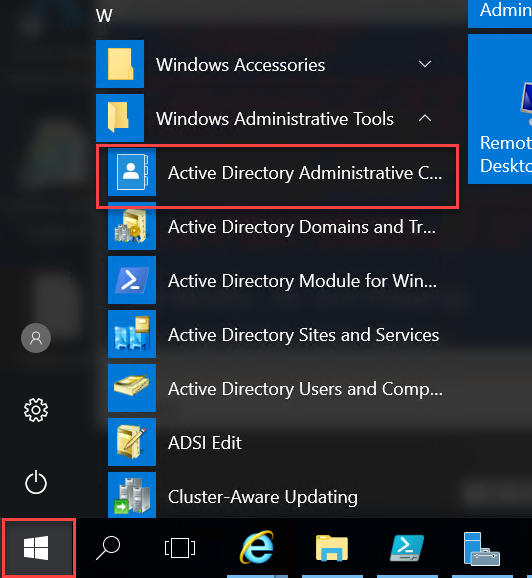 W
Admin
Windows Accessories
Windows Administrative Tools
Remot
Deskto
Active Directory Administrative C...
Active Directory Domains and Tr...
Active Directory Module for Win...
Active Directory Sites and Services
Active Directory Users and Comp...
ADSI Edit
Cluster-Aware Updating